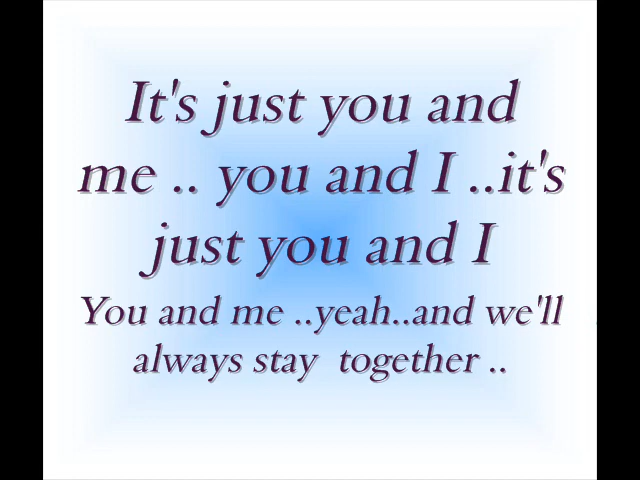 It's just you and
me .. you and I ..it's
just you and I
You and me ..yeah..and we'll
always stay  together ..